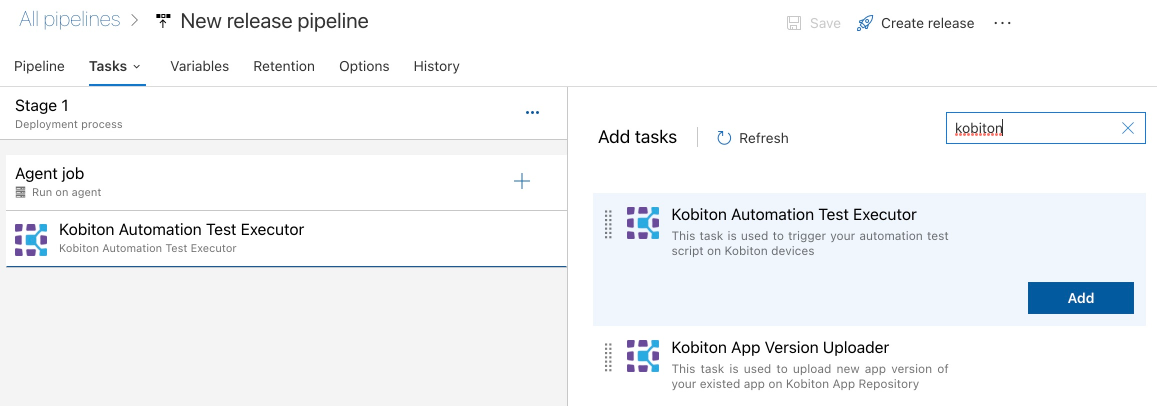 All pipelines > New release pipeline
Save Create release ...
Pipeline Tasks Variables Retention Options History
Stage 1
Deployment process
Agent job
Run on agent
Kobiton Automation Test Executor
Kobiton Automation Test Executor
Add tasks Refresh kobiton
Kobiton Automation Test Executor
This task is used to trigger your automation test
script on Kobiton devices
Add
Kobiton App Version Uploader
This task is used to upload new app version of
your existed app on Kobiton App Repository